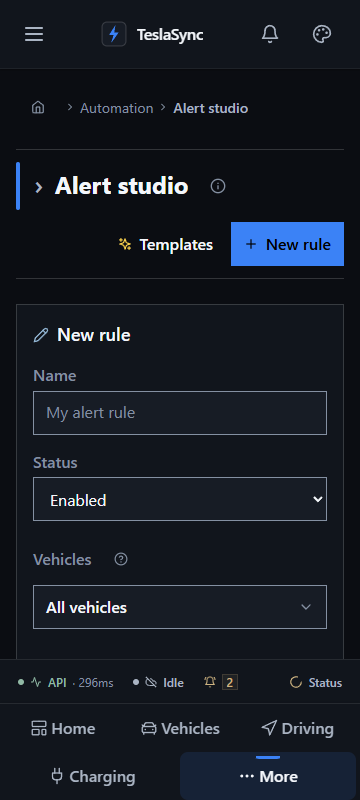 TeslaSync
Automation Alert studio
Alert studio
Templates
New rule
New rule
Name
My alert rule
Status
Enabled
Vehicles
All vehicles
API · 296ms Idle 2 Status
Home Vehicles Driving
Charging More